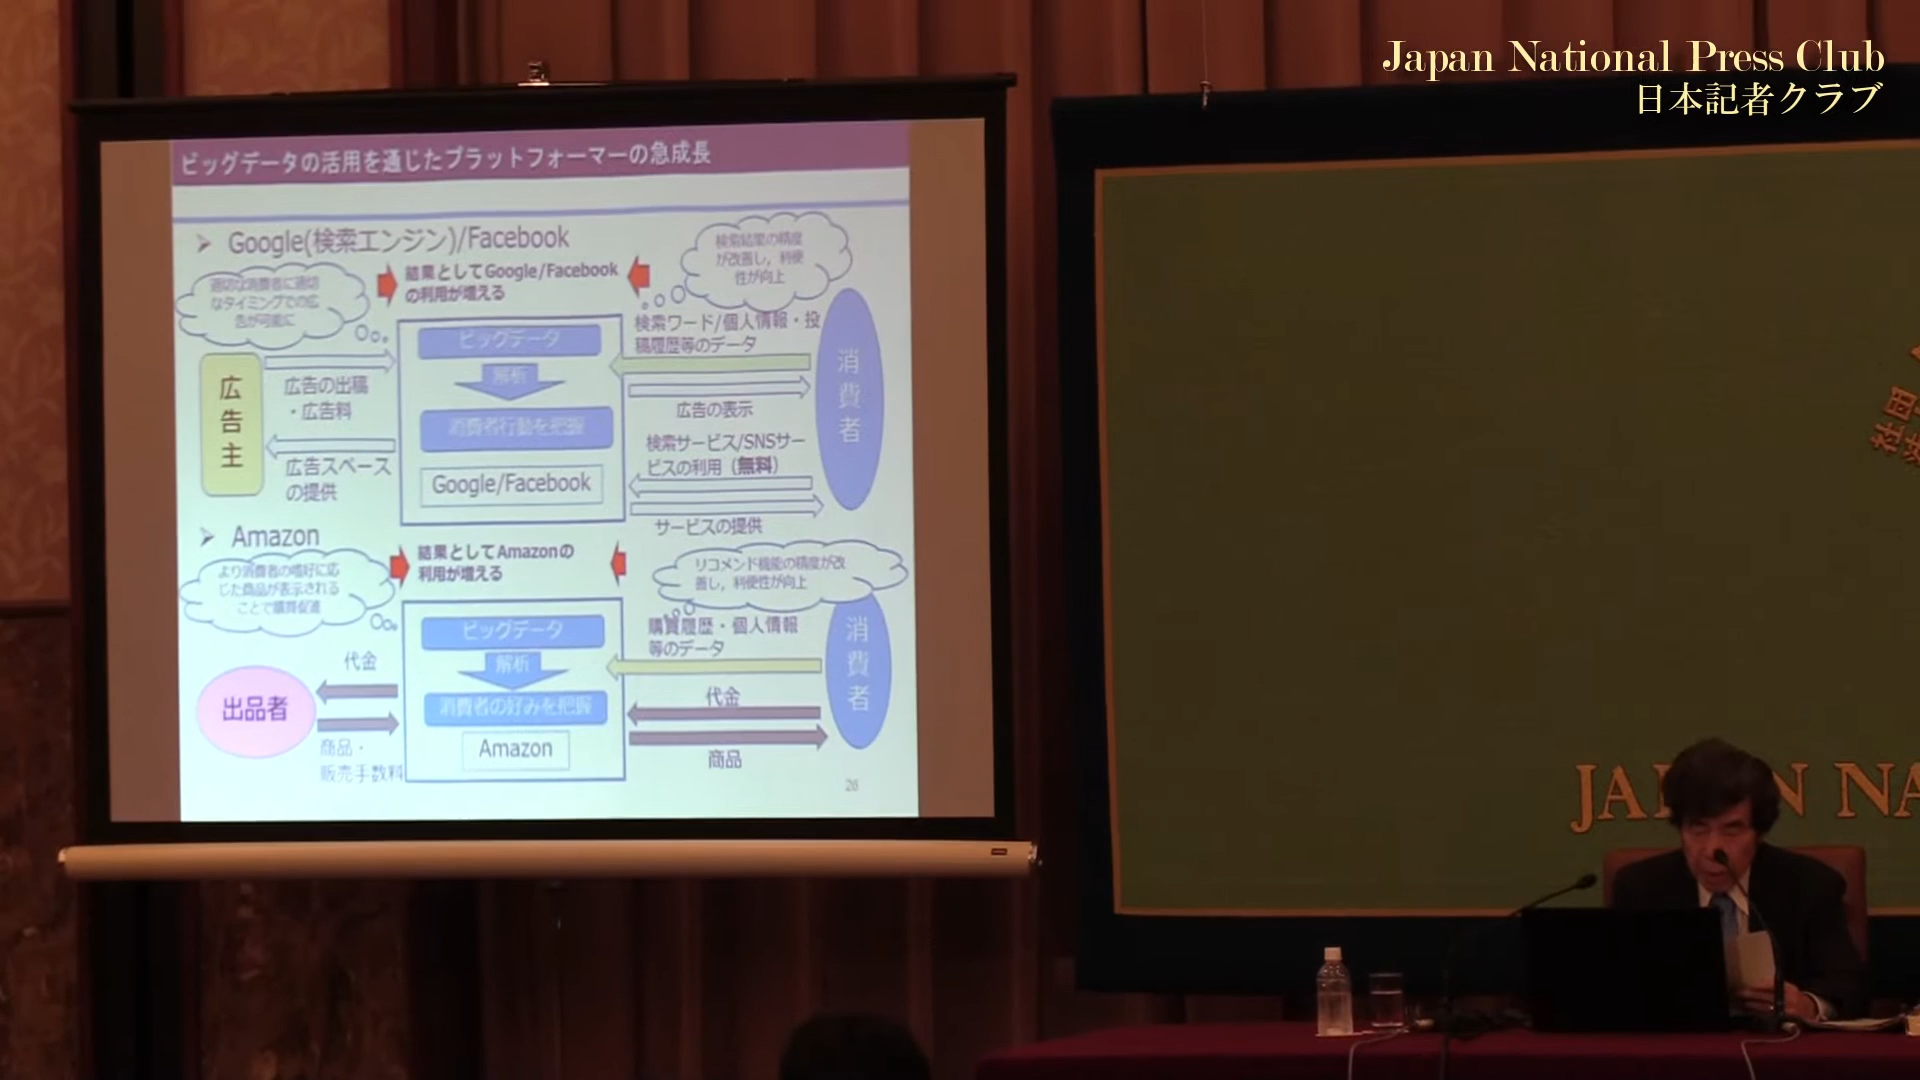 Japan National Press Club
日本記者クラブ
ビッグデータの活用を通じたプラットフォーマーの急成長
Google(検索エンジン)/Facebook
適切な消費者に適切
なタイミングでの広
告が可能に
結果としてGoogle/Facebook
の利用が増える
検索結果の精度
が改善し，利便
性が向上
広告主
広告の出稿
・広告料
広告スペース
の提供
ビッグデータ
解析
消費者行動を把握
Google/Facebook
検索ワード/個人情報・投
稿履歴等のデータ
広告の表示
検索サービス/SNSサー
ビスの利用（無料）
サービスの提供
消費者
Amazon
より消費者の嗜好に応
じた商品が表示される
ことで購買促進
結果としてAmazonの
利用が増える
リコメンド機能の精度が改
善し，利便性が向上
出品者
代金
商品・
販売手数料
ビッグデータ
解析
消費者の好みを把握
Amazon
購買履歴・個人情報
等のデータ
代金
商品
消費者
社団
JAPAN NA